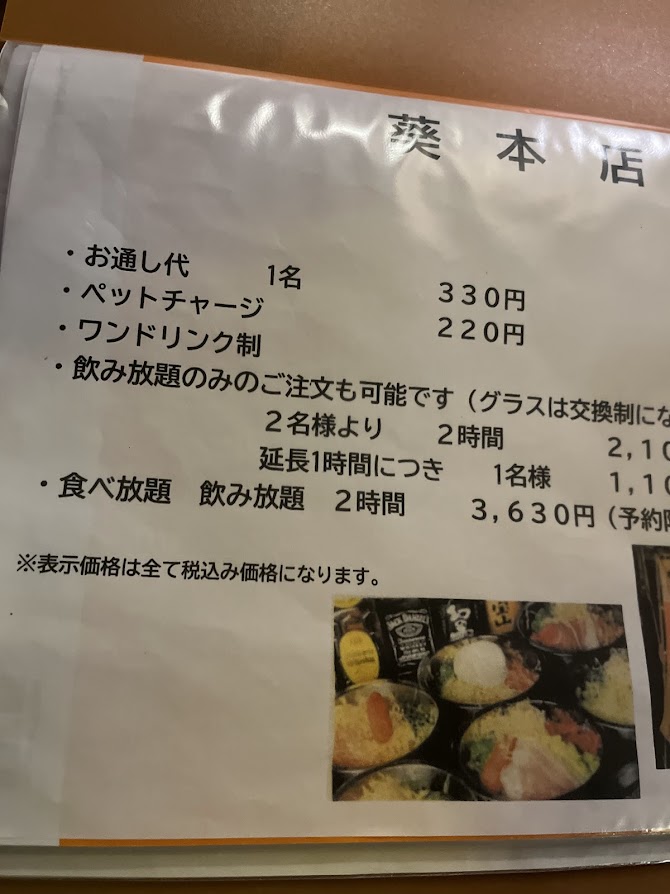 葵本店
・お通し代 1名 330円
・ペットチャージ 220円
・ワンドリンク制
・飲み放題のみのご注文も可能です（グラスは交換制にな
2名様より 2時間 2,10
延長1時間につき 1名様 1,10
・食べ放題 飲み放題 2時間 3,630円（予約
※表示価格は全て税込み価格になります。
JACK DANIEL'S